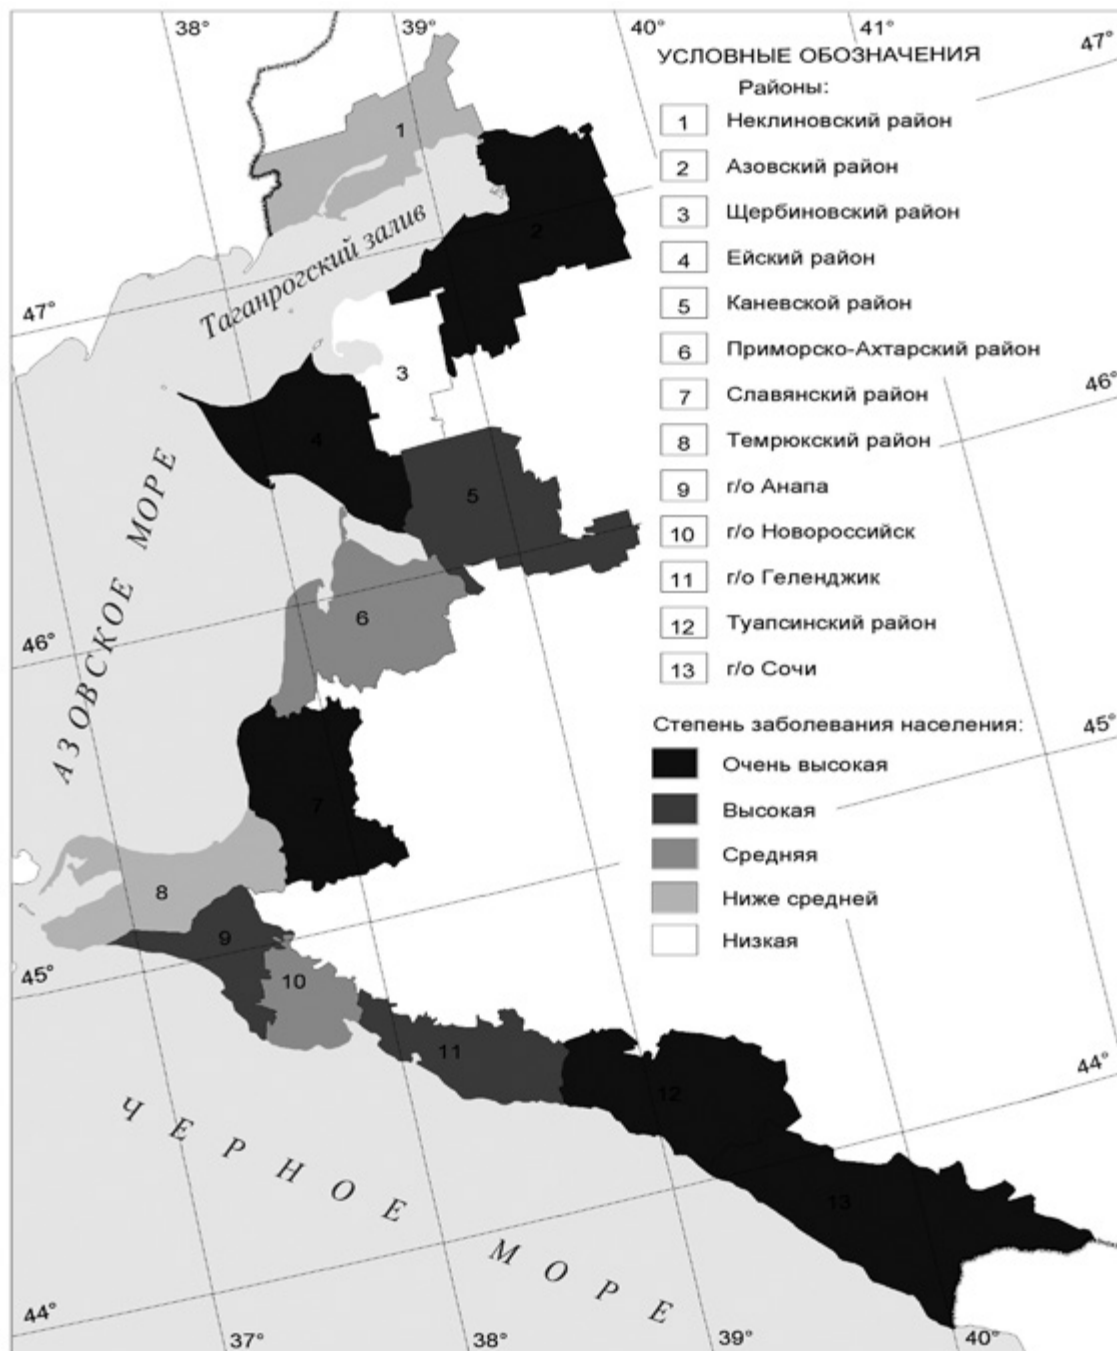 38°
39°
40°
41°
47°
УСЛОВНЫЕ ОБОЗНАЧЕНИЯ
Районы:
1 Неклиновский район
2 Азовский район
3 Щербиновский район
4 Ейский район
5 Каневской район
6 Приморско-Ахтарский район
7 Славянский район
8 Темрюкский район
9 г/о Анапа
10 г/о Новороссийск
11 г/о Геленджик
12 Туапсинский район
13 г/о Сочи
Степень заболевания населения:
Очень высокая
Высокая
Средняя
Ниже средней
Низкая
1
2
Таганрогский залив
47°
3
46°
4
5
АЗОВСКОЕ МОРЕ
6
46°
45°
7
8
9
10
45°
11
12
44°
ЧЕРНОЕ МОРЕ
13
44°
37°
38°
39°
40°